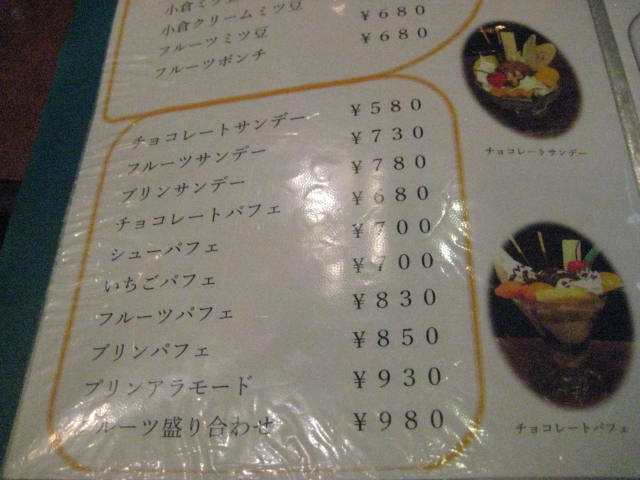 小倉クリームミツ豆
フルーツミツ豆 ¥680
フルーツポンチ ¥680
チョコレートサンデー ¥580
フルーツサンデー ¥730
プリンサンデー ¥780
チョコレートパフェ ¥680
シューパフェ ¥700
いちごパフェ ¥700
フルーツパフェ ¥830
プリンパフェ ¥850
プリンアラモード ¥930
フルーツ盛り合わせ ¥980
チョコレートサンデー
チョコレートパフェ